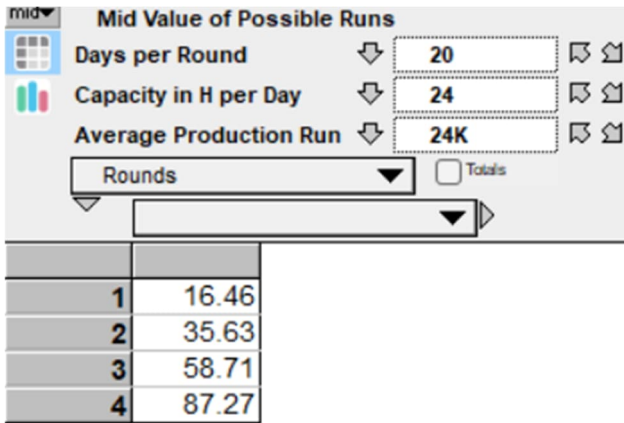 mid
Mid Value of Possible Runs
Days per Round 20
Capacity in H per Day 24
Average Production Run 24K
Rounds Totals
1 16.46
2 35.63
3 58.71
4 87.27